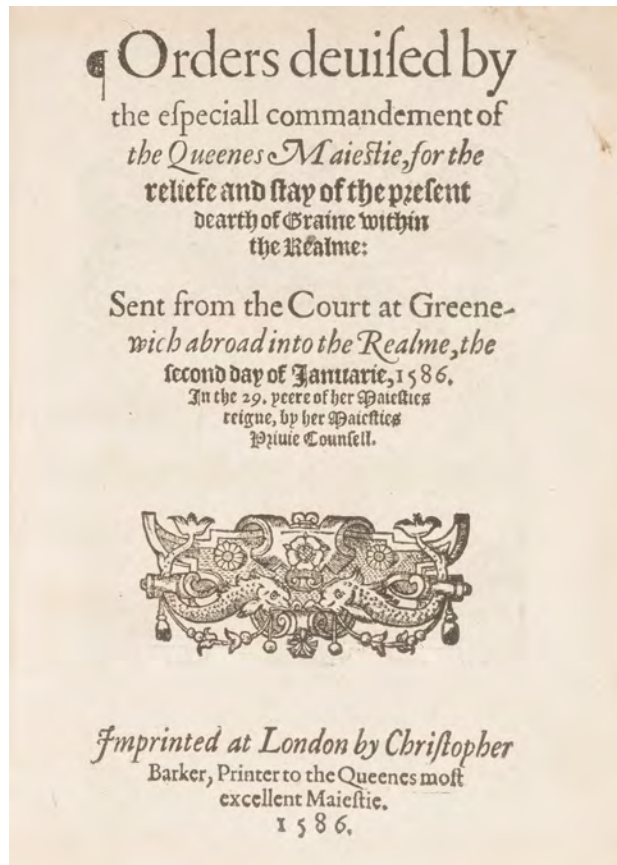 ¶Orders deuiſed by
the eſpeciall commandement of
the Queenes Maieſtie, for the
reliefe and ſtay of the preſent
dearth of Graine within
the Realme:
Sent from the Court at Greene-
wich abroad into the Realme, the
ſecond day of Januarie, 1586.
In the 29. yeere of her Maieſties
reigne, by her Maieſties
Priuie Counſell.
Imprinted at London by Chriſtopher
Barker, Printer to the Queenes moſt
excellent Maieſtie.
1586.